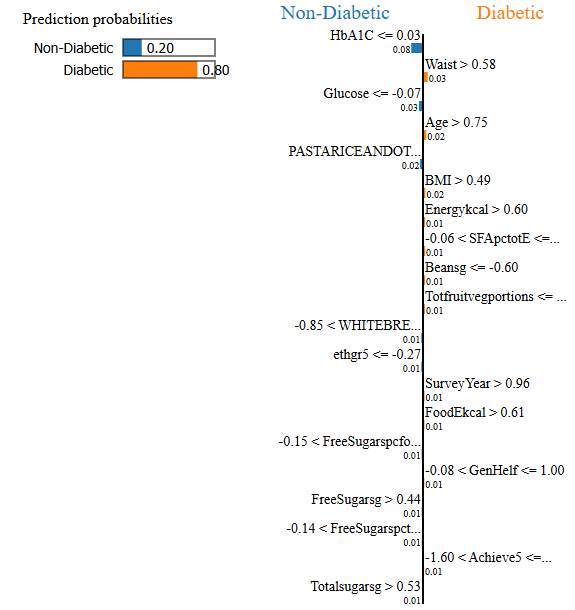 Prediction probabilities
Non-Diabetic 0.20
Diabetic 0.80
Non-Diabetic Diabetic
HbA1C <= 0.03
0.08
Waist > 0.58
0.03
Glucose <= -0.07
0.03
Age > 0.75
0.02
PASTARICEANDOT...
0.02
BMI > 0.49
0.02
Energykcal > 0.60
0.01
-0.06 < SFApctotE <=...
0.01
Beansg <= -0.60
0.01
Totfruitvegportions <= ...
0.01
-0.85 < WHITEBRE...
0.01
ethgr5 <= -0.27
0.01
SurveyYear > 0.96
0.01
FoodEkcal > 0.61
0.01
-0.15 < FreeSugarspcfo...
0.01
-0.08 < GenHelf <= 1.00
0.01
FreeSugarsg > 0.44
0.01
-0.14 < FreeSugarspct...
0.01
-1.60 < Achieve5 <=...
0.01
Totalsugarsg > 0.53
0.01